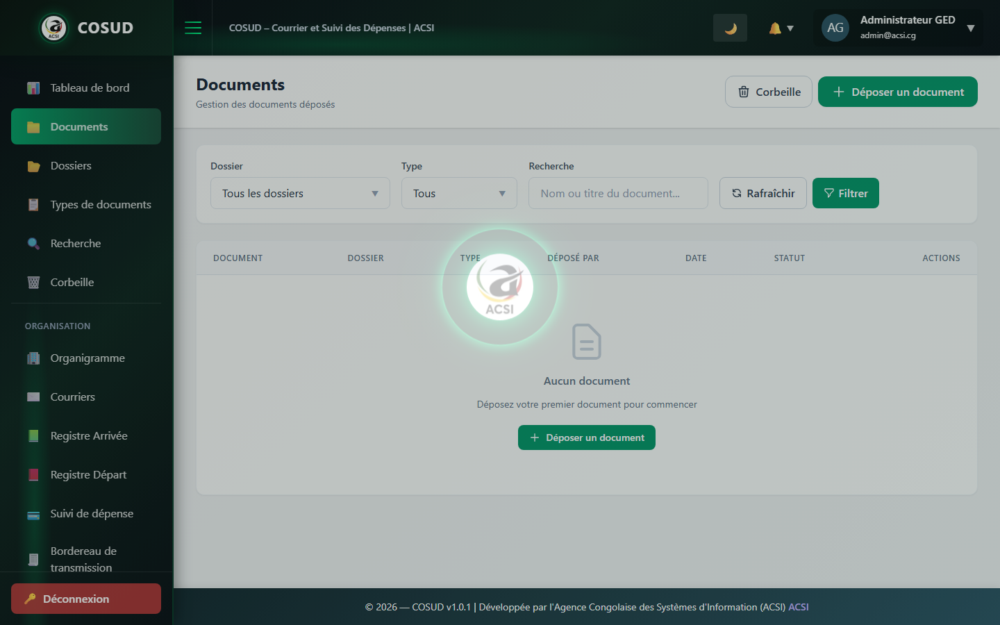 COSUD
COSUD – Courrier et Suivi des Dépenses | ACSI
AG
Administrateur GED
admin@acsi.cg
Tableau de bord
Documents
Dossiers
Types de documents
Recherche
Corbeille
ORGANISATION
Organigramme
Courriers
Registre Arrivée
Registre Départ
Suivi de dépense
Bordereau de
transmission
Déconnexion
Documents
Gestion des documents déposés
Corbeille
Déposer un document
Dossier
Type
Recherche
Tous les dossiers
Tous
Nom ou titre du document...
Rafraîchir
Filtrer
DOCUMENT
DOSSIER
TYPE
DÉPOSÉ PAR
DATE
STATUT
ACTIONS
ACSI
Aucun document
Déposez votre premier document pour commencer
Déposer un document
© 2026 — COSUD v1.0.1 | Développée par l'Agence Congolaise des Systèmes d'Information (ACSI) ACSI